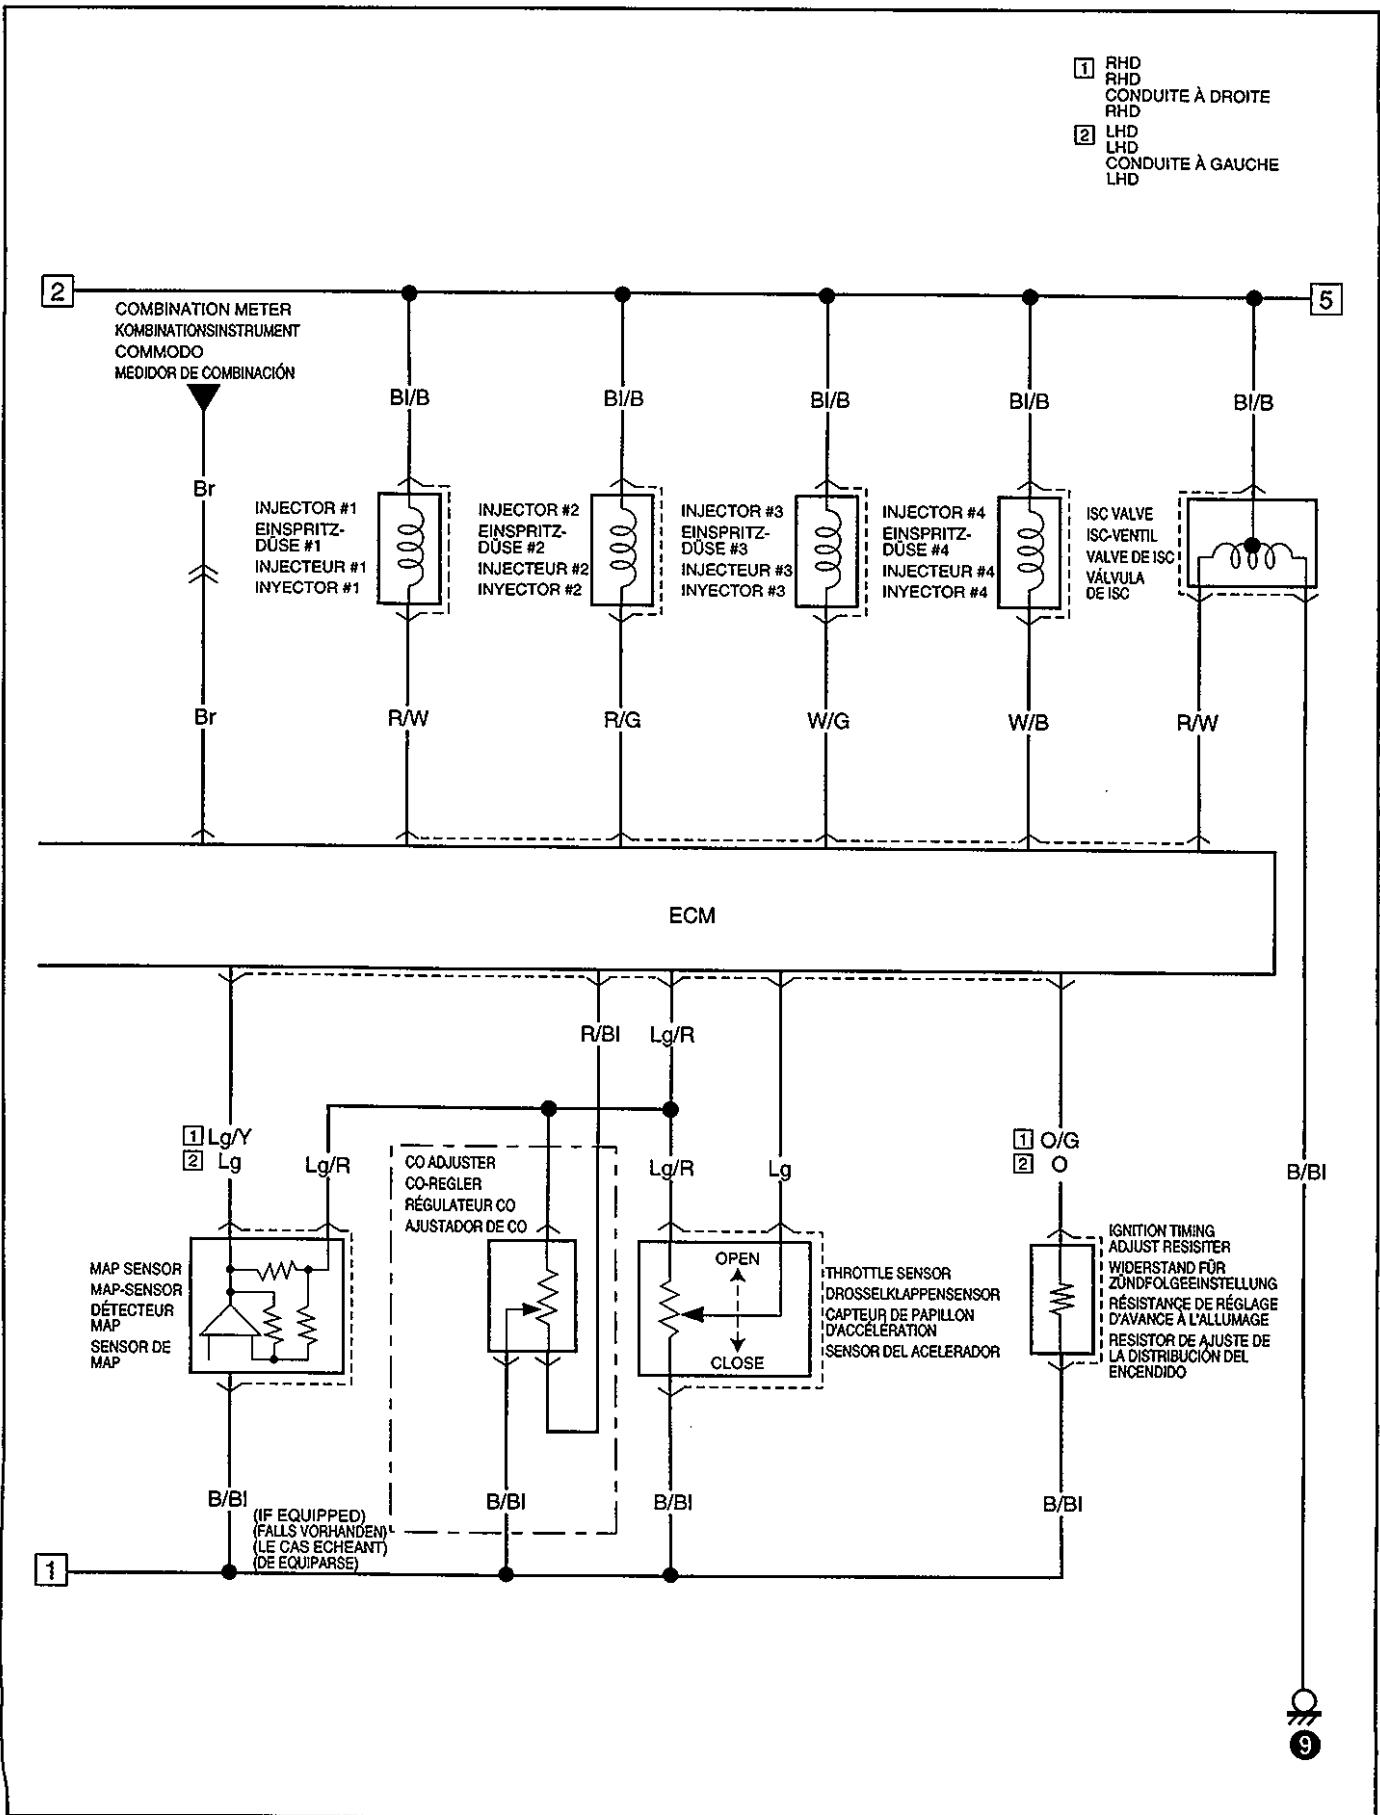 1 RHD
RHD
CONDUITE À DROITE
RHD
2 LHD
LHD
CONDUITE À GAUCHE
LHD
2
5
COMBINATION METER
KOMBINATIONSINSTRUMENT
COMMODO
MEDIDOR DE COMBINACIÓN
Bl/B
Bl/B
Bl/B
Bl/B
Bl/B
Br
INJECTOR #1
EINSPRITZ-
DÜSE #1
INJECTEUR #1
INYECTOR #1
INJECTOR #2
EINSPRITZ-
DÜSE #2
INJECTEUR #2
INYECTOR #2
INJECTOR #3
EINSPRITZ-
DÜSE #3
INJECTEUR #3
INYECTOR #3
INJECTOR #4
EINSPRITZ-
DÜSE #4
INJECTEUR #4
INYECTOR #4
ISC VALVE
ISC-VENTIL
VALVE DE ISC
VÁLVULA
DE ISC
Br
R/W
R/G
W/G
W/B
R/W
ECM
R/Bl
Lg/R
1 Lg/Y
2 Lg
Lg/R
CO ADJUSTER
CO-REGLER
RÉGULATEUR CO
AJUSTADOR DE CO
Lg/R
Lg
1 O/G
2 O
B/Bl
MAP SENSOR
MAP-SENSOR
DÉTECTEUR
MAP
SENSOR DE
MAP
OPEN
CLOSE
THROTTLE SENSOR
DROSSELKLAPPENSENSOR
CAPTEUR DE PAPILLON
D'ACCÉLÉRATION
SENSOR DEL ACELERADOR
IGNITION TIMING
ADJUST RESISITER
WIDERSTAND FÜR
ZÜNDFOLGEEINSTELLUNG
RÉSISTANCE DE RÉGLAGE
D'AVANCE À L'ALLUMAGE
RESISTOR DE AJUSTE DE
LA DISTRIBUCIÓN DEL
ENCENDIDO
B/Bl
(IF EQUIPPED)
(FALLS VORHANDEN)
(LE CAS ECHEANT)
(DE EQUIPARSE)
B/Bl
B/Bl
B/Bl
1
9